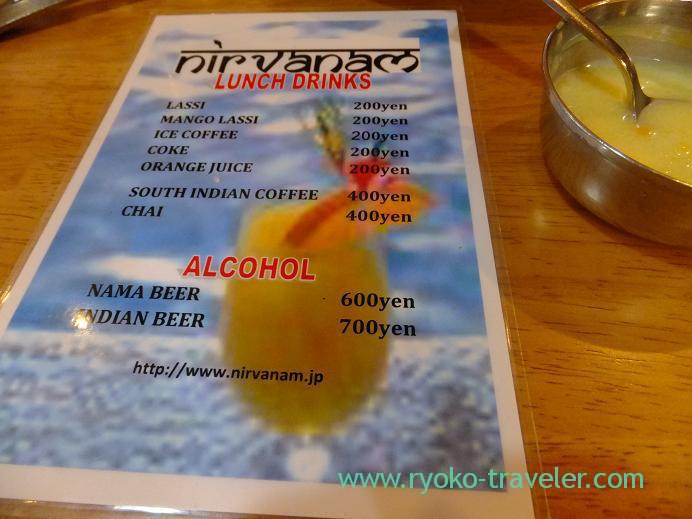 nirvanam
LUNCH DRINKS
LASSI 200yen
MANGO LASSI 200yen
ICE COFFEE 200yen
COKE 200yen
ORANGE JUICE 200yen
SOUTH INDIAN COFFEE 400yen
CHAI 400yen
ALCOHOL
NAMA BEER 600yen
INDIAN BEER 700yen
http://www.nirvanam.jp
www.ryoko-traveler.com